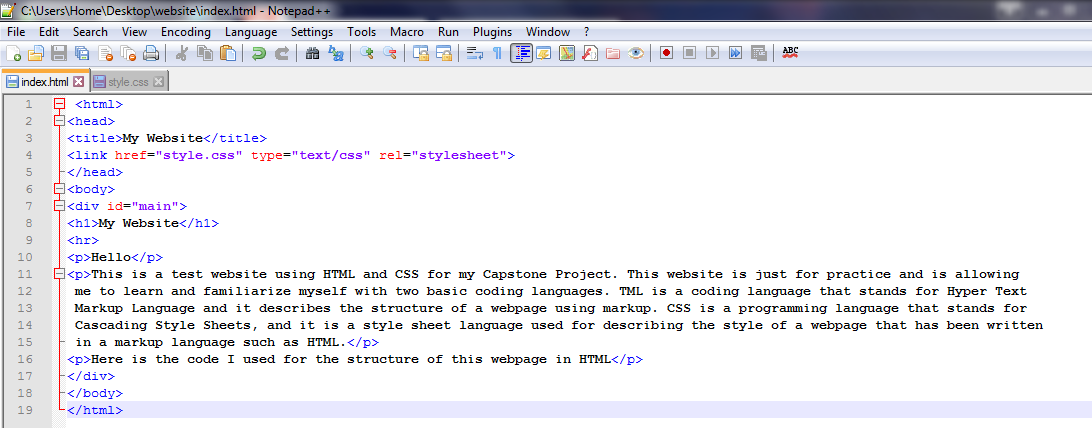 C:\Users\Home\Desktop\website\index.html - Notepad++
File Edit Search View Encoding Language Settings Tools Macro Run Plugins Window ?
ABC
index.html style.css
1 <html>
2 <head>
3 <title>My Website</title>
4 <link href="style.css" type="text/css" rel="stylesheet">
5 </head>
6 <body>
7 <div id="main">
8 <h1>My Website</h1>
9 <hr>
10 <p>Hello</p>
11 <p>This is a test website using HTML and CSS for my Capstone Project. This website is just for practice and is allowing
12 me to learn and familiarize myself with two basic coding languages. TML is a coding language that stands for Hyper Text
13 Markup Language and it describes the structure of a webpage using markup. CSS is a programming language that stands for
14 Cascading Style Sheets, and it is a style sheet language used for describing the style of a webpage that has been written
15 in a markup language such as HTML.</p>
16 <p>Here is the code I used for the structure of this webpage in HTML</p>
17 </div>
18 </body>
19 </html>